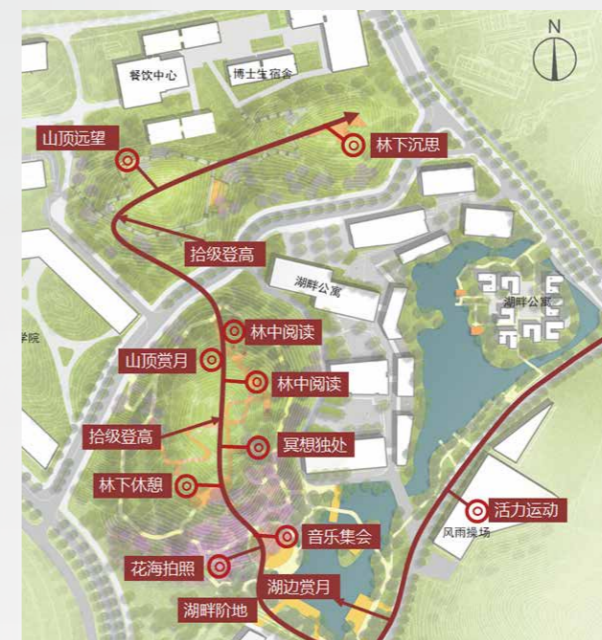 N
餐饮中心
博士生宿舍
山顶远望
林下沉思
拾级登高
湖畔公寓
湖畔公寓
林中阅读
学院
山顶赏月
林中阅读
拾级登高
冥想独处
林下休憩
活力运动
风雨操场
音乐集会
花海拍照
湖边赏月
湖畔阶地